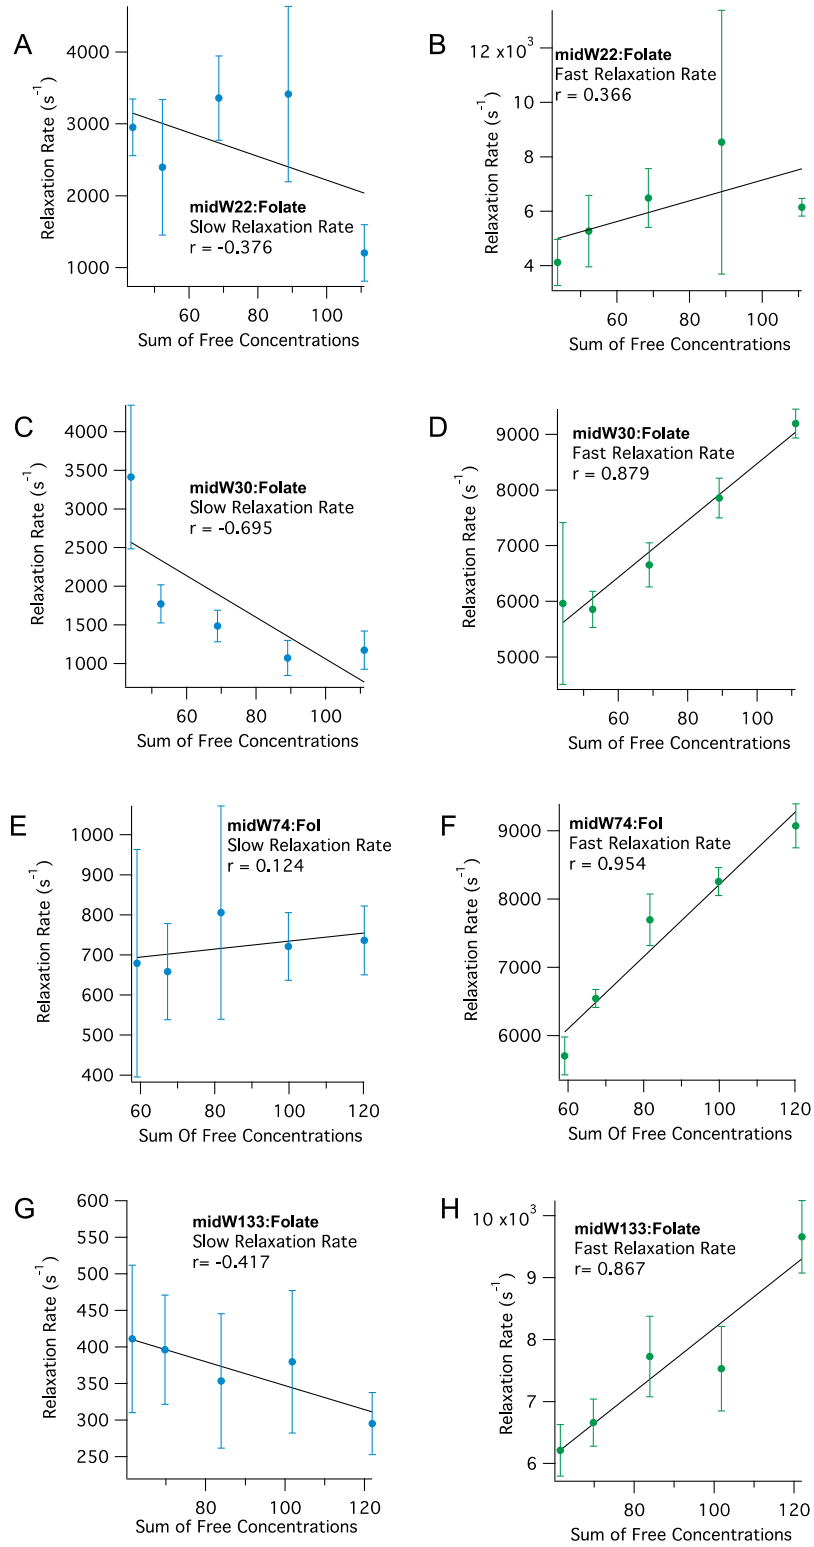 A
Relaxation Rate (s⁻¹)
4000
3000
2000
1000
midW22:Folate
Slow Relaxation Rate
r = -0.376
60
80
100
Sum of Free Concentrations
B
Relaxation Rate (s⁻¹)
12 x10³
10
8
6
4
midW22:Folate
Fast Relaxation Rate
r = 0.366
60
80
100
Sum of Free Concentrations
C
Relaxation Rate (s⁻¹)
4000
3500
3000
2500
2000
1500
1000
midW30:Folate
Slow Relaxation Rate
r = -0.695
60
80
100
Sum of Free Concentrations
D
Relaxation Rate (s⁻¹)
9000
8000
7000
6000
5000
midW30:Folate
Fast Relaxation Rate
r = 0.879
60
80
100
Sum of Free Concentrations
E
Relaxation Rate (s⁻¹)
1000
900
800
700
600
500
400
midW74:Fol
Slow Relaxation Rate
r = 0.124
60
80
100
120
Sum Of Free Concentrations
F
Relaxation Rate (s⁻¹)
9000
8000
7000
6000
midW74:Fol
Fast Relaxation Rate
r = 0.954
60
80
100
120
Sum Of Free Concentrations
G
Relaxation Rate (s⁻¹)
600
550
500
450
400
350
300
250
midW133:Folate
Slow Relaxation Rate
r= -0.417
80
100
120
Sum of Free Concentrations
H
Relaxation Rate (s⁻¹)
10 x10³
9
8
7
6
midW133:Folate
Fast Relaxation Rate
r= 0.867
80
100
120
Sum of Free Concentrations